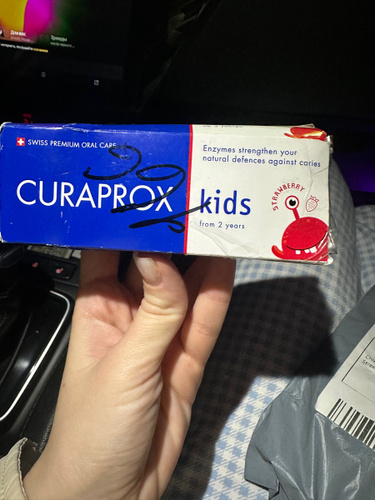 SWISS PREMIUM ORAL CARE
CURAPROX
Enzymes strengthen your
natural defences against caries
kids
from 2 years
STRAWBERRY